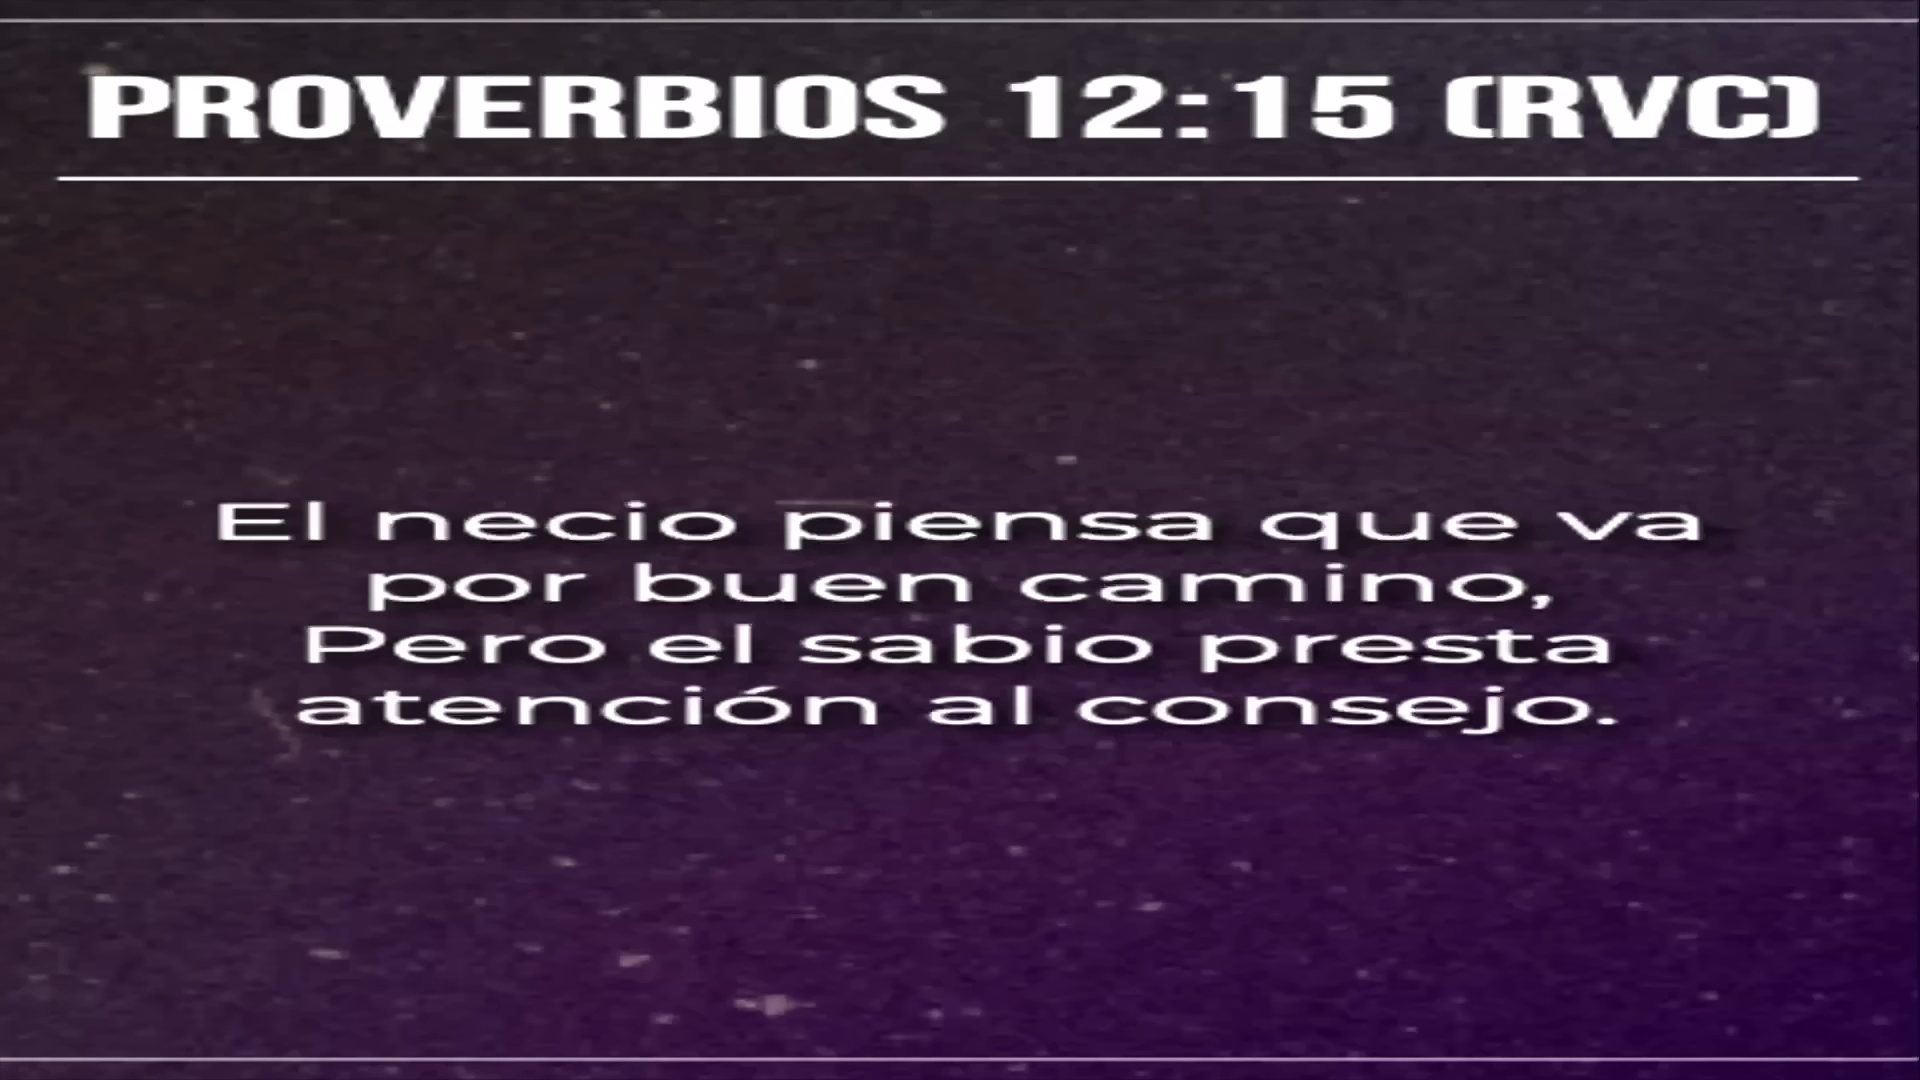 PROVERBIOS 12:15 (RVC)
El necio piensa que va
por buen camino,
Pero el sabio presta
atención al consejo.